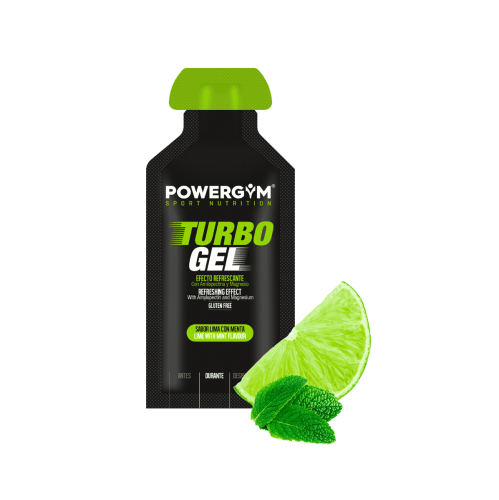 POWERGYM®
SPORT NUTRITION
TURBO
GEL
EFECTO REFRESCANTE
Con Amilopectina y Magnesio
REFRESHING EFFECT
With Amylopectin and Magnesium
GLUTEN FREE
SABOR LIMA CON MENTA
LIME WITH MINT FLAVOUR
ANTES DURANTE